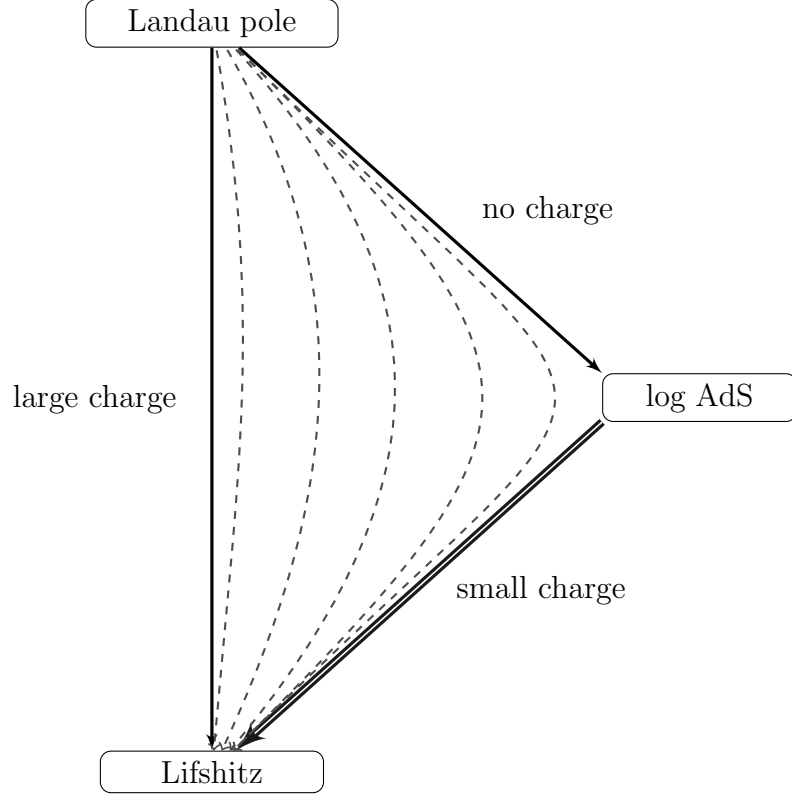 Landau pole
no charge
large charge
log AdS
small charge
Lifshitz